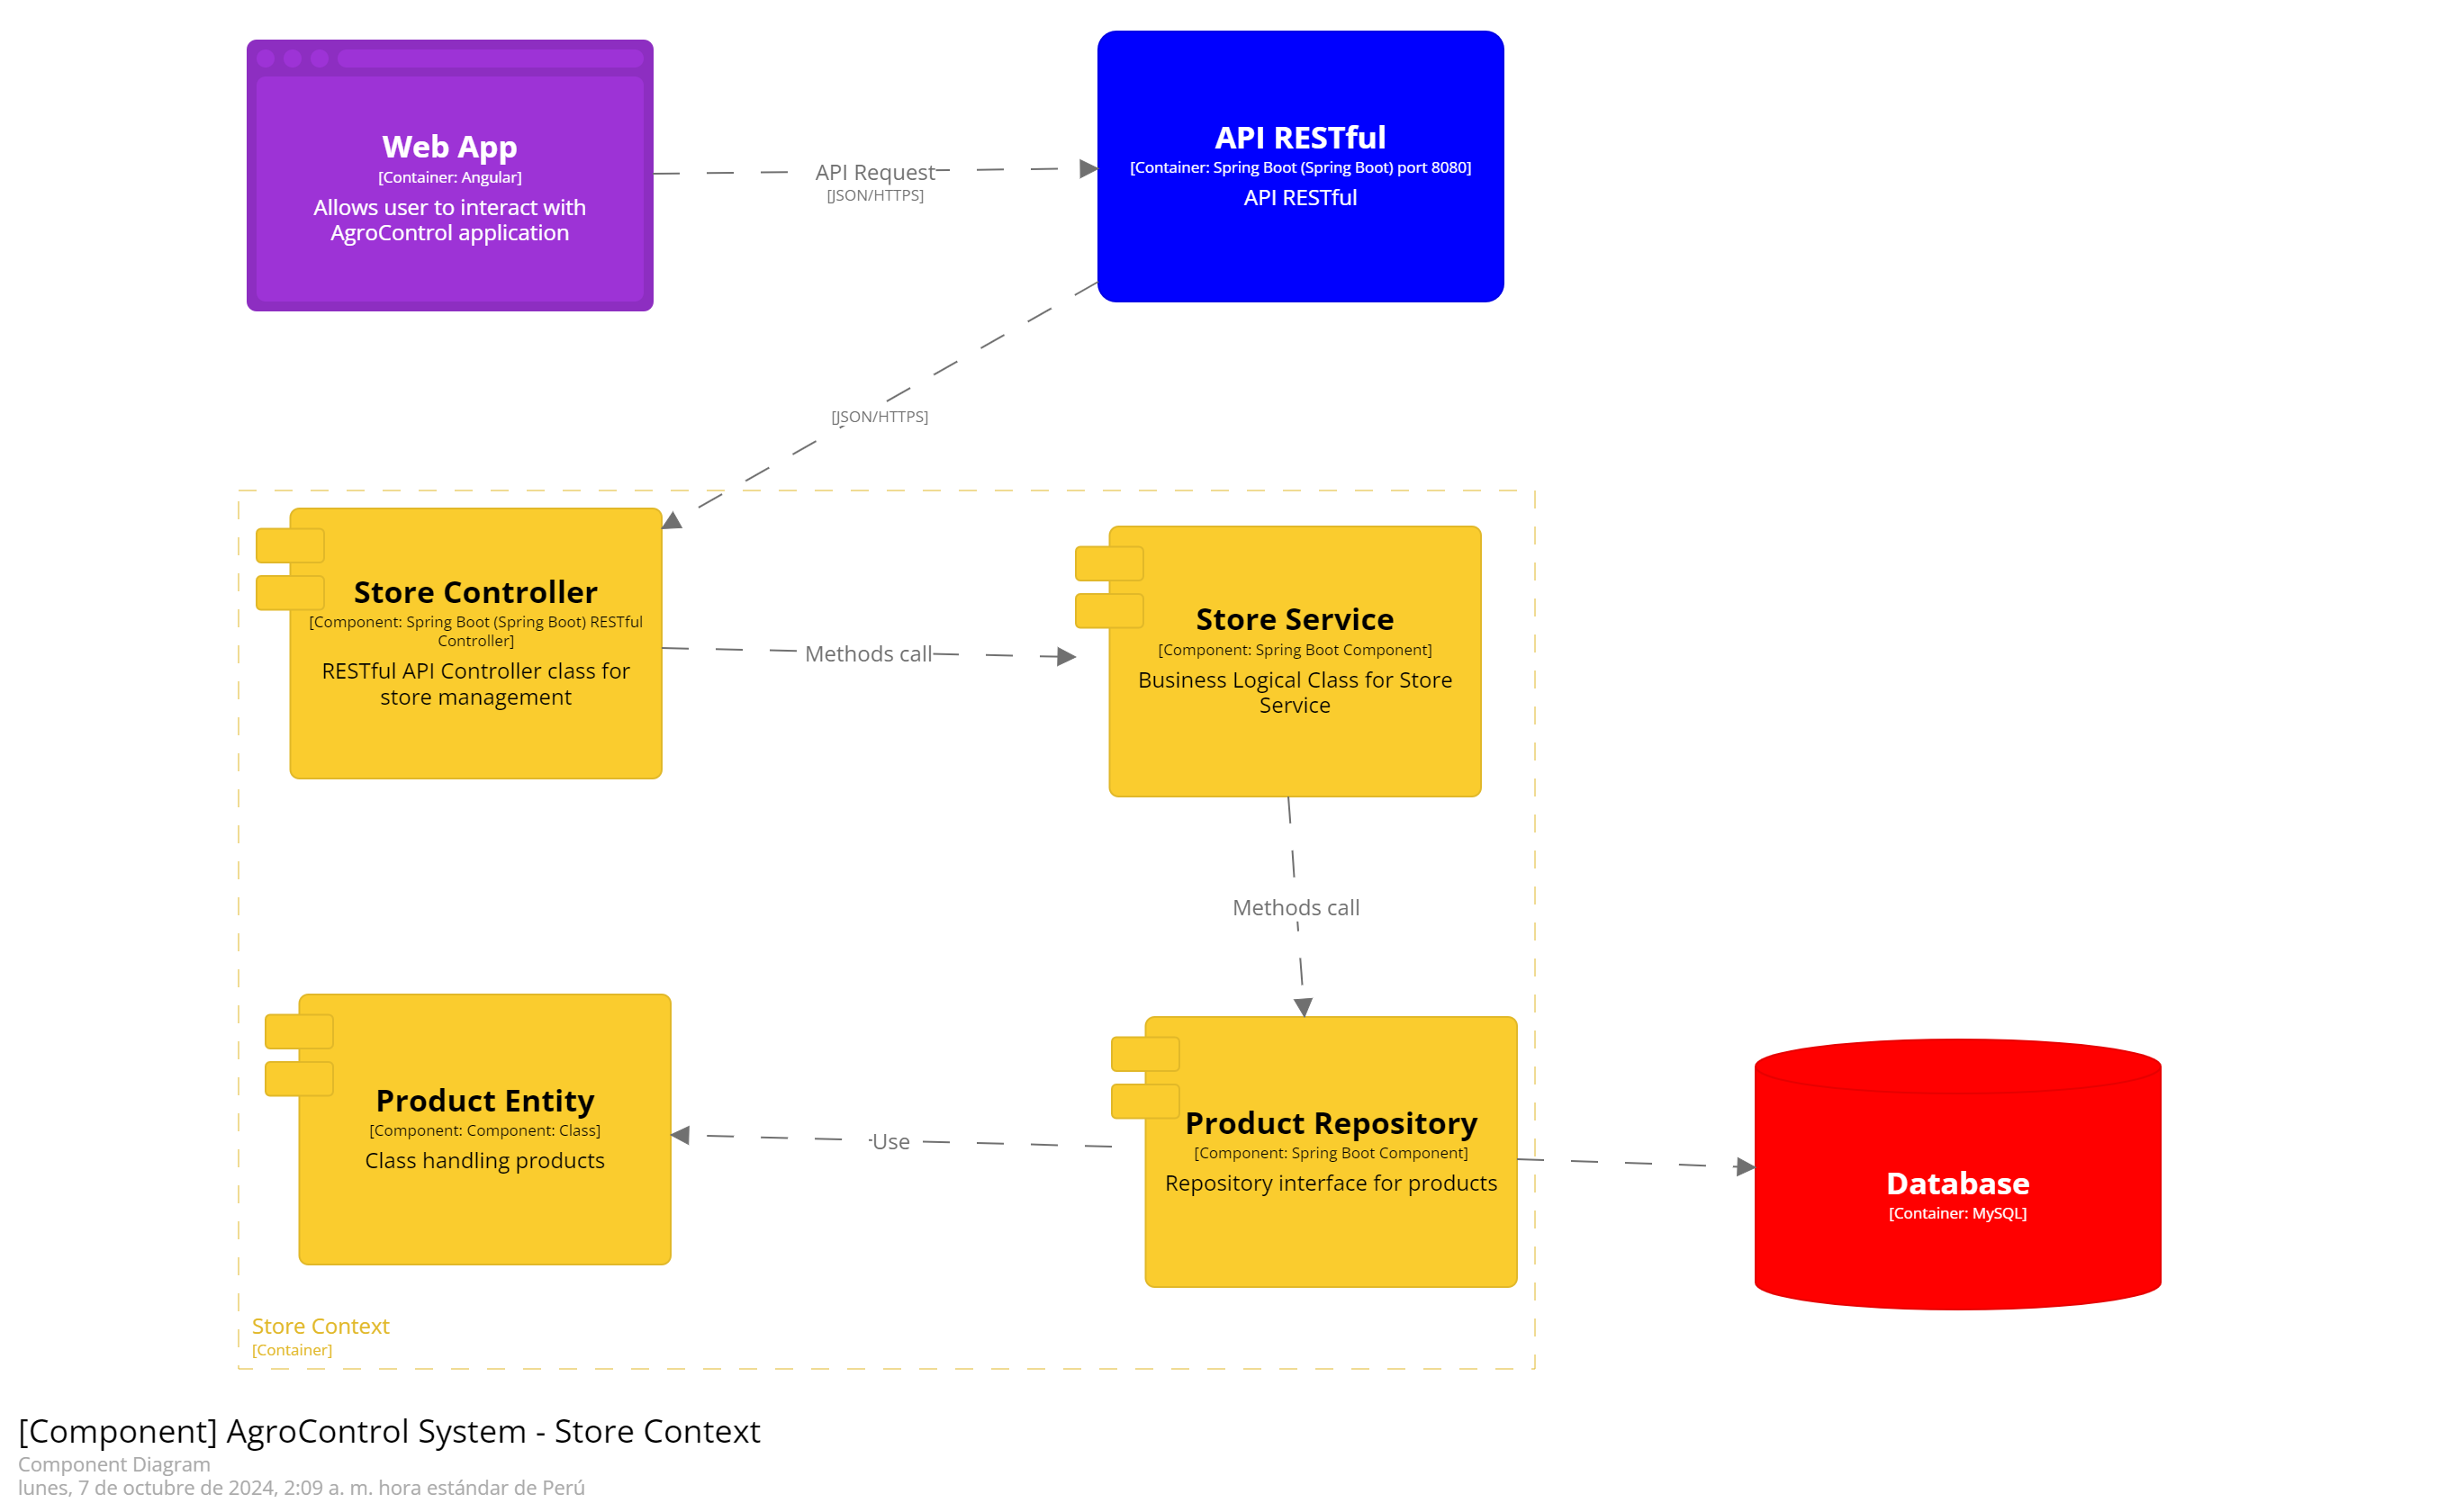 Web App
[Container: Angular]
Allows user to interact with
AgroControl application
API Request
[JSON/HTTPS]
API RESTful
[Container: Spring Boot (Spring Boot) port 8080]
API RESTful
[JSON/HTTPS]
Store Controller
[Component: Spring Boot (Spring Boot) RESTful
Controller]
RESTful API Controller class for
store management
Methods call
Store Service
[Component: Spring Boot Component]
Business Logical Class for Store
Service
Methods call
Product Entity
[Component: Component: Class]
Class handling products
Use
Product Repository
[Component: Spring Boot Component]
Repository interface for products
Database
[Container: MySQL]
Store Context
[Container]
[Component] AgroControl System - Store Context
Component Diagram
lunes, 7 de octubre de 2024, 2:09 a. m. hora estándar de Perú